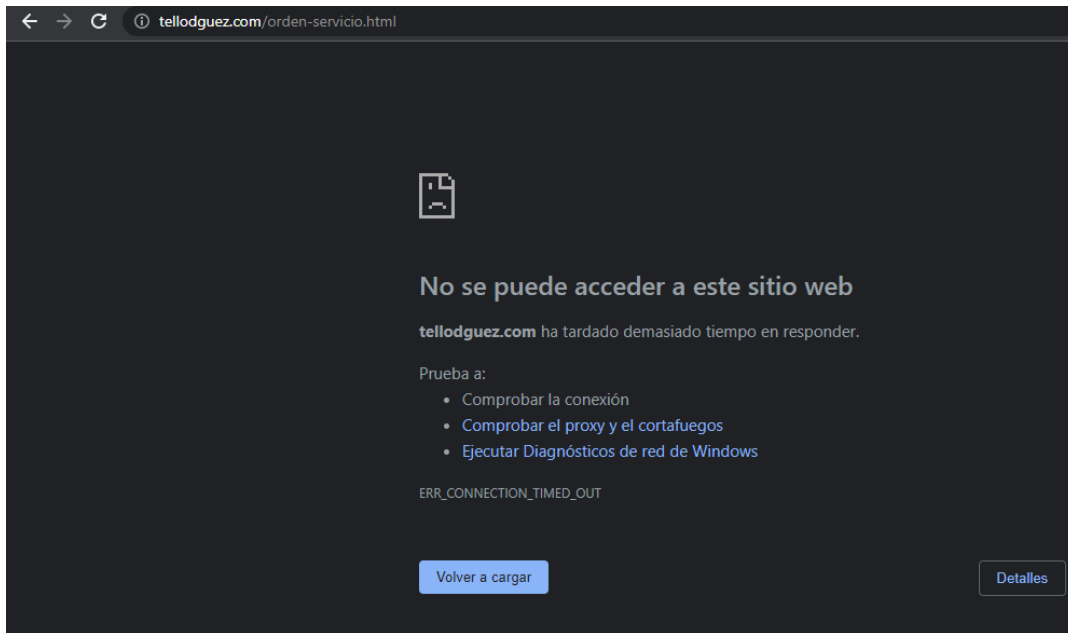 tellodguez.com/orden-servicio.html
No se puede acceder a este sitio web
tellodguez.com ha tardado demasiado tiempo en responder.
Prueba a:
• Comprobar la conexión
• Comprobar el proxy y el cortafuegos
• Ejecutar Diagnósticos de red de Windows
ERR_CONNECTION_TIMED_OUT
Volver a cargar
Detalles